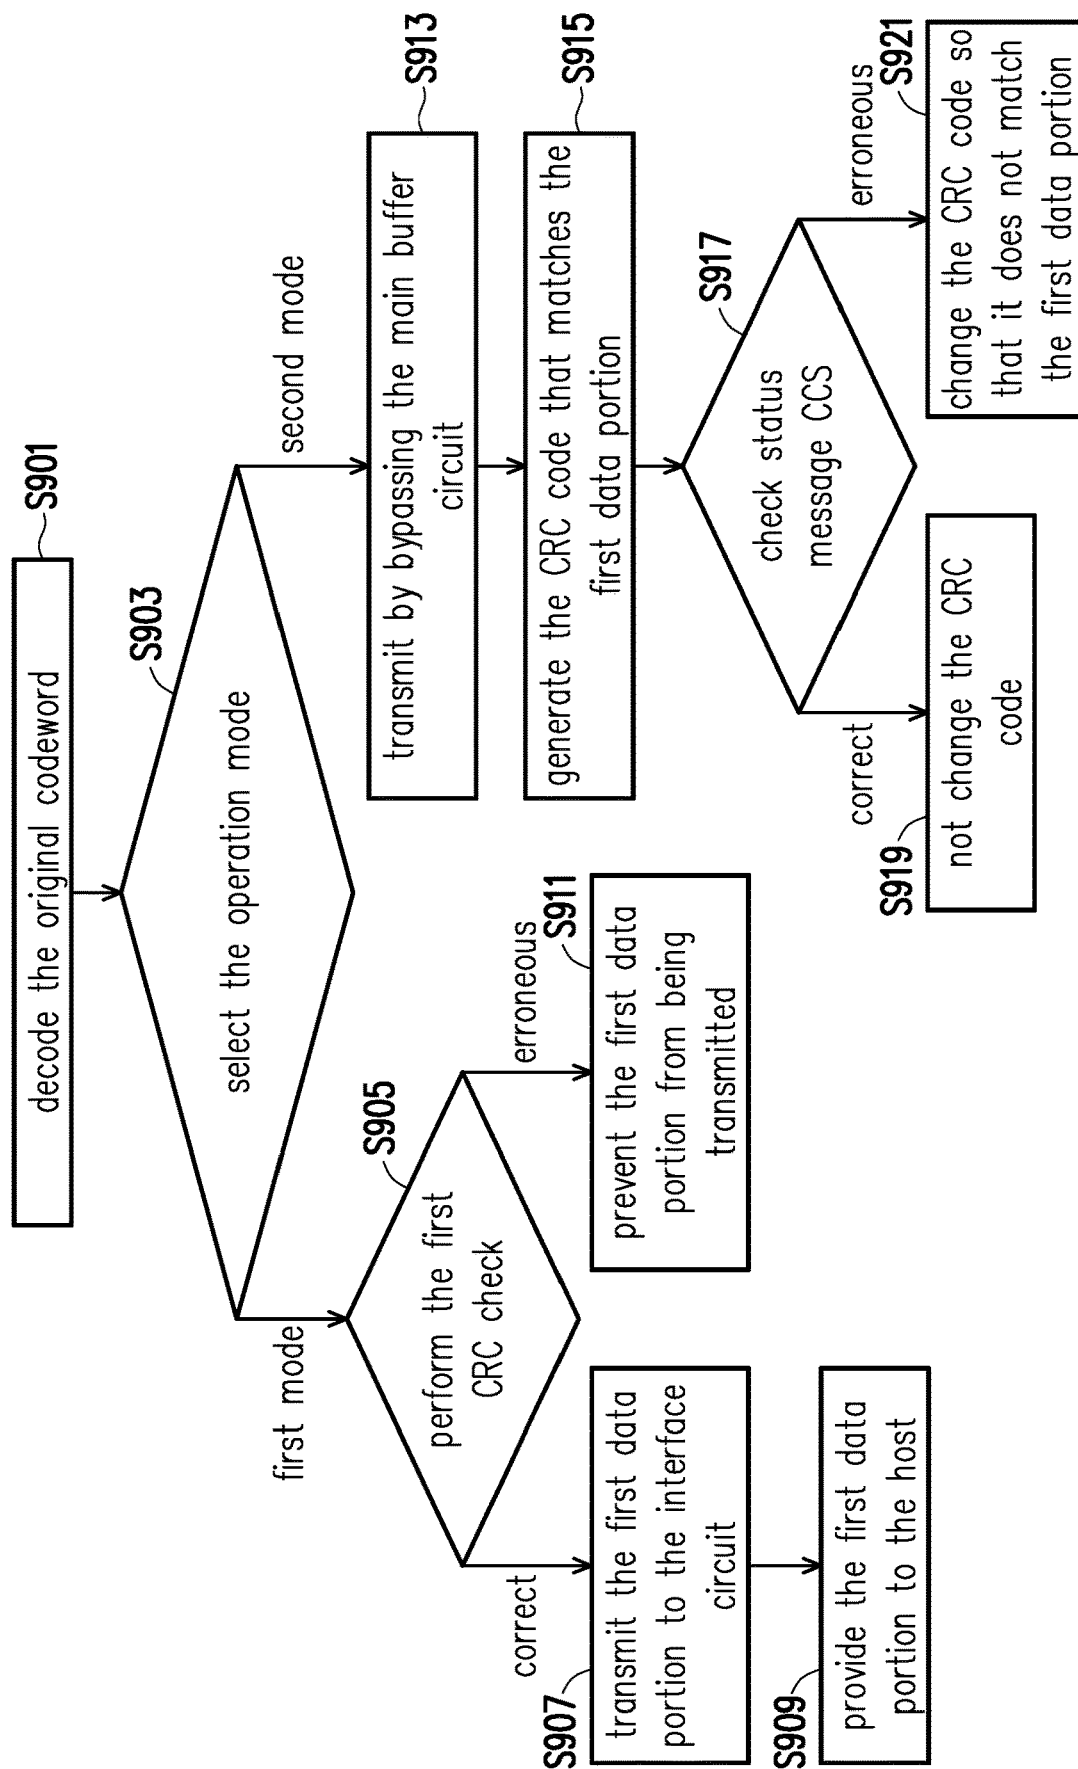 decode the original codeword
S901
select the operation mode
S903
first mode
second mode
perform the first
CRC check
S905
correct
erroneous
transmit the first data
portion to the interface
circuit
S907
provide the first data
portion to the host
S909
prevent the first data
portion from being
transmitted
S911
transmit by bypassing the main buffer
circuit
S913
generate the CRC code that matches the
first data portion
S915
check status
message CCS
S917
correct
erroneous
not change the CRC
code
S919
change the CRC code so
that it does not match
the first data portion
S921